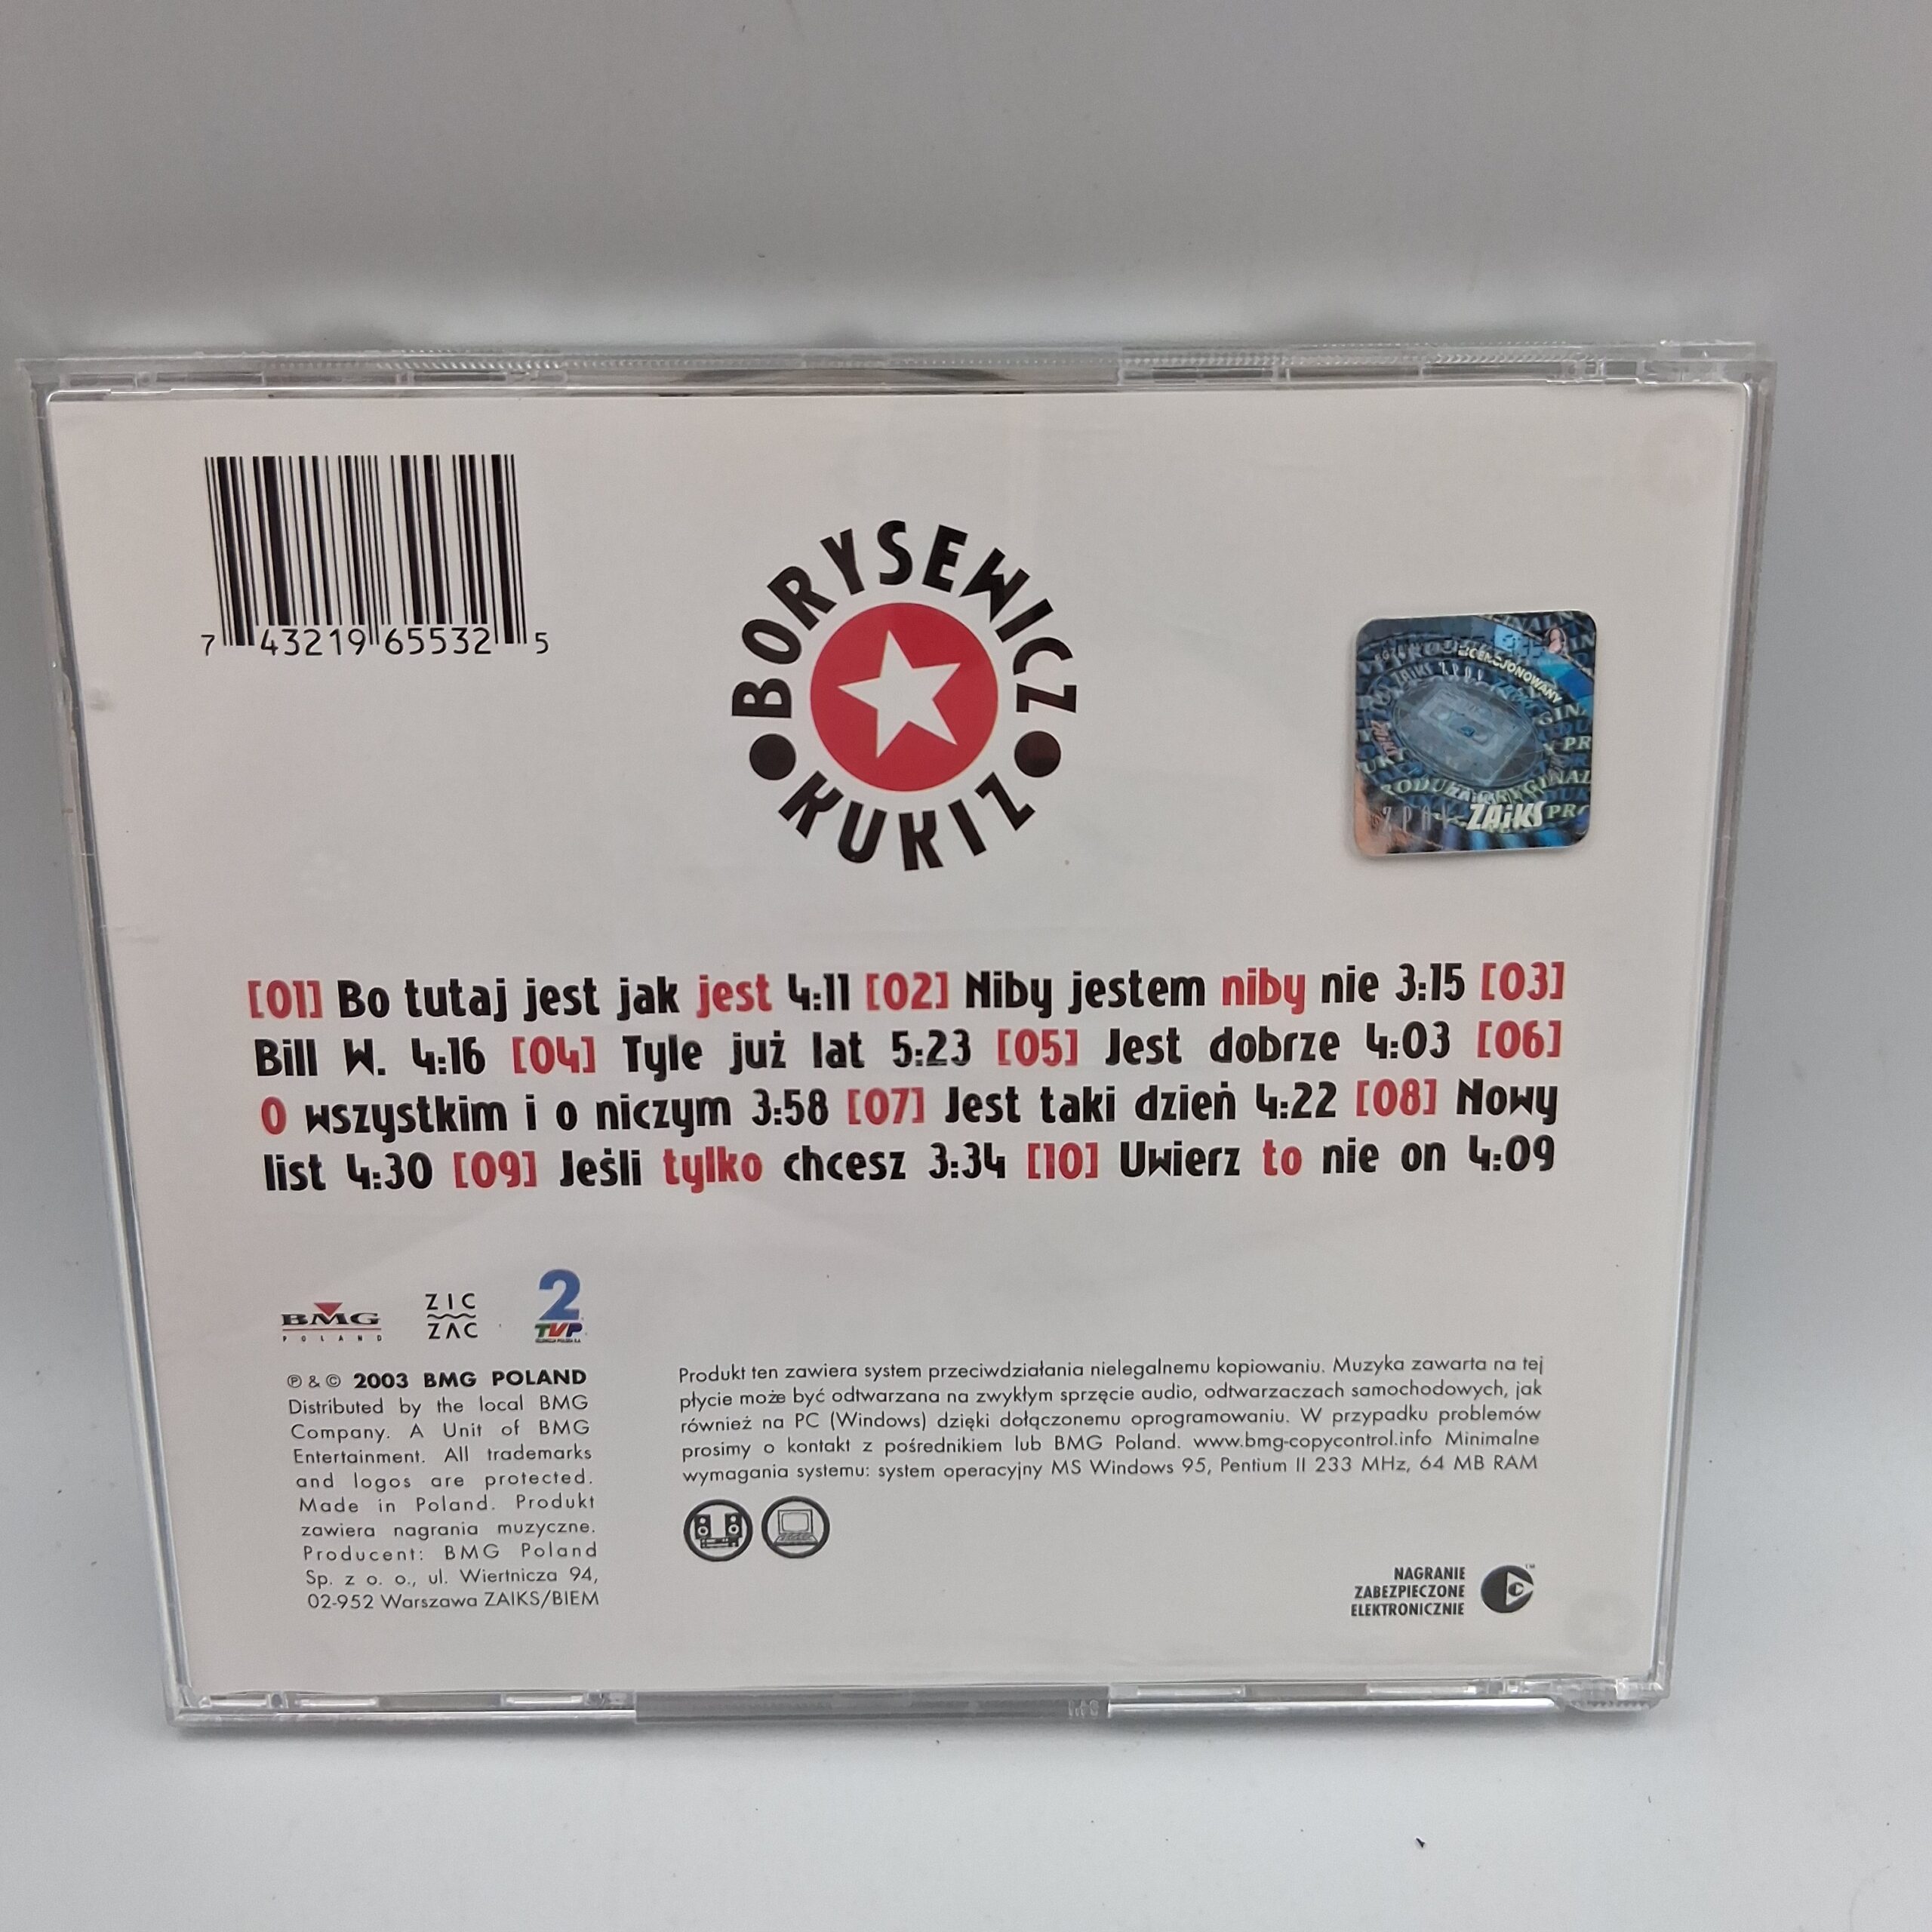 7 43219 65532 5
BORYSEWICZ
KUKIZ
LICENCJONOWANY
ZAiKS
[01] Bo tutaj jest jak jest 4:11 [02] Niby jestem niby nie 3:15 [03]
Bill W. 4:16 [04] Tyle już lat 5:23 [05] Jest dobrze 4:03 [06]
O wszystkim i o niczym 3:58 [07] Jest taki dzień 4:22 [08] Nowy
list 4:30 [09] Jeśli tylko chcesz 3:34 [10] Uwierz to nie on 4:09
BMG
POLAND
ZIC
ZAC
2
TVP
℗ & © 2003 BMG POLAND
Distributed by the local BMG
Company. A Unit of BMG
Entertainment. All trademarks
and logos are protected.
Made in Poland. Produkt
zawiera nagrania muzyczne.
Producent: BMG Poland
Sp. z o. o., ul. Wiertnicza 94,
02-952 Warszawa ZAIKS/BIEM
Produkt ten zawiera system przeciwdziałania nielegalnemu kopiowaniu. Muzyka zawarta na tej
płycie może być odtwarzana na zwykłym sprzęcie audio, odtwarzaczach samochodowych, jak
również na PC (Windows) dzięki dołączonemu oprogramowaniu. W przypadku problemów
prosimy o kontakt z pośrednikiem lub BMG Poland. www.bmg-copycontrol.info Minimalne
wymagania systemu: system operacyjny MS Windows 95, Pentium II 233 MHz, 64 MB RAM
NAGRANIE
ZABEZPIECZONE
ELEKTRONICZNIE